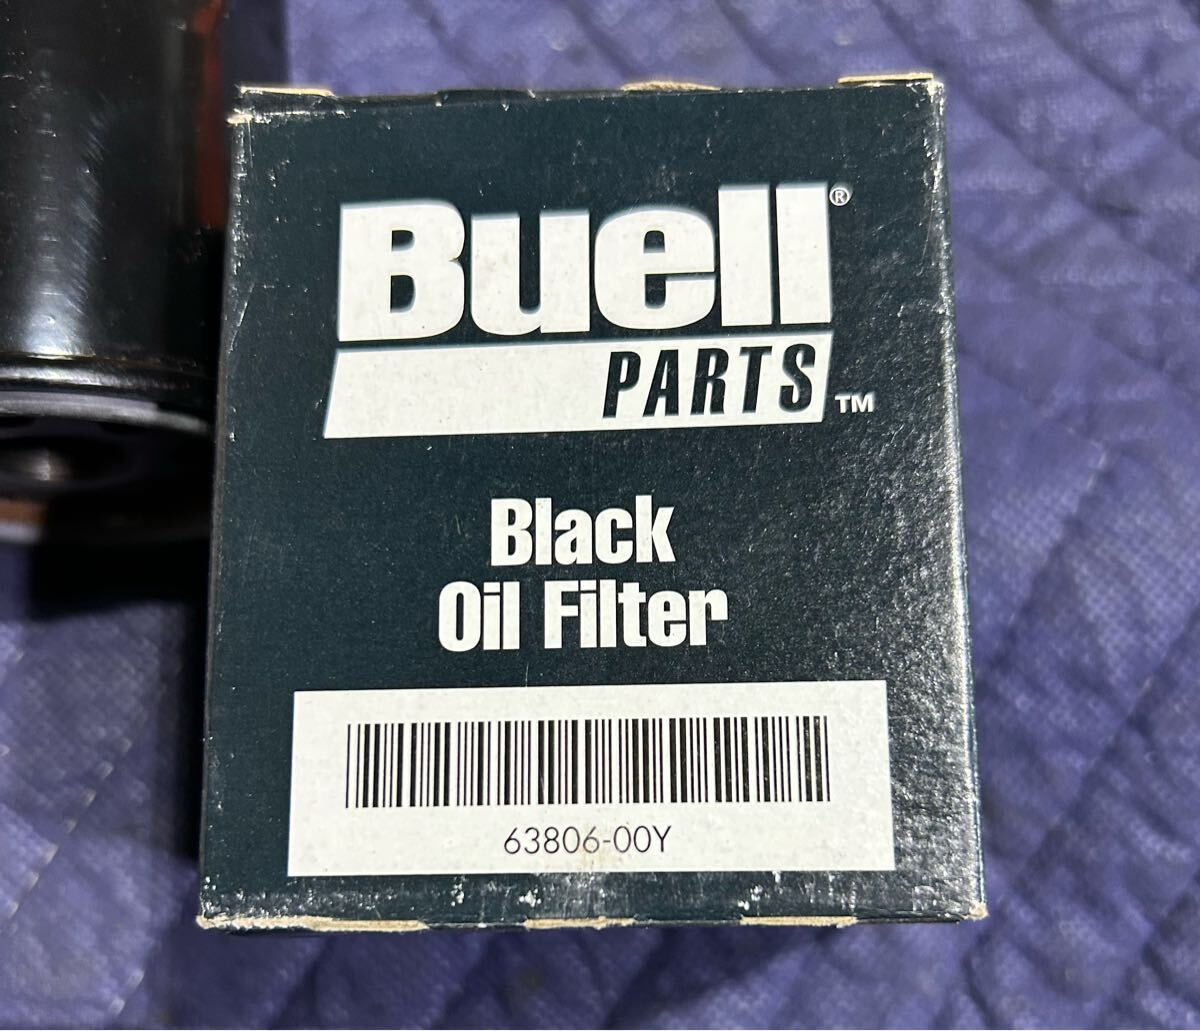 Buell®
PARTS™
Black
Oil Filter
63806-00Y